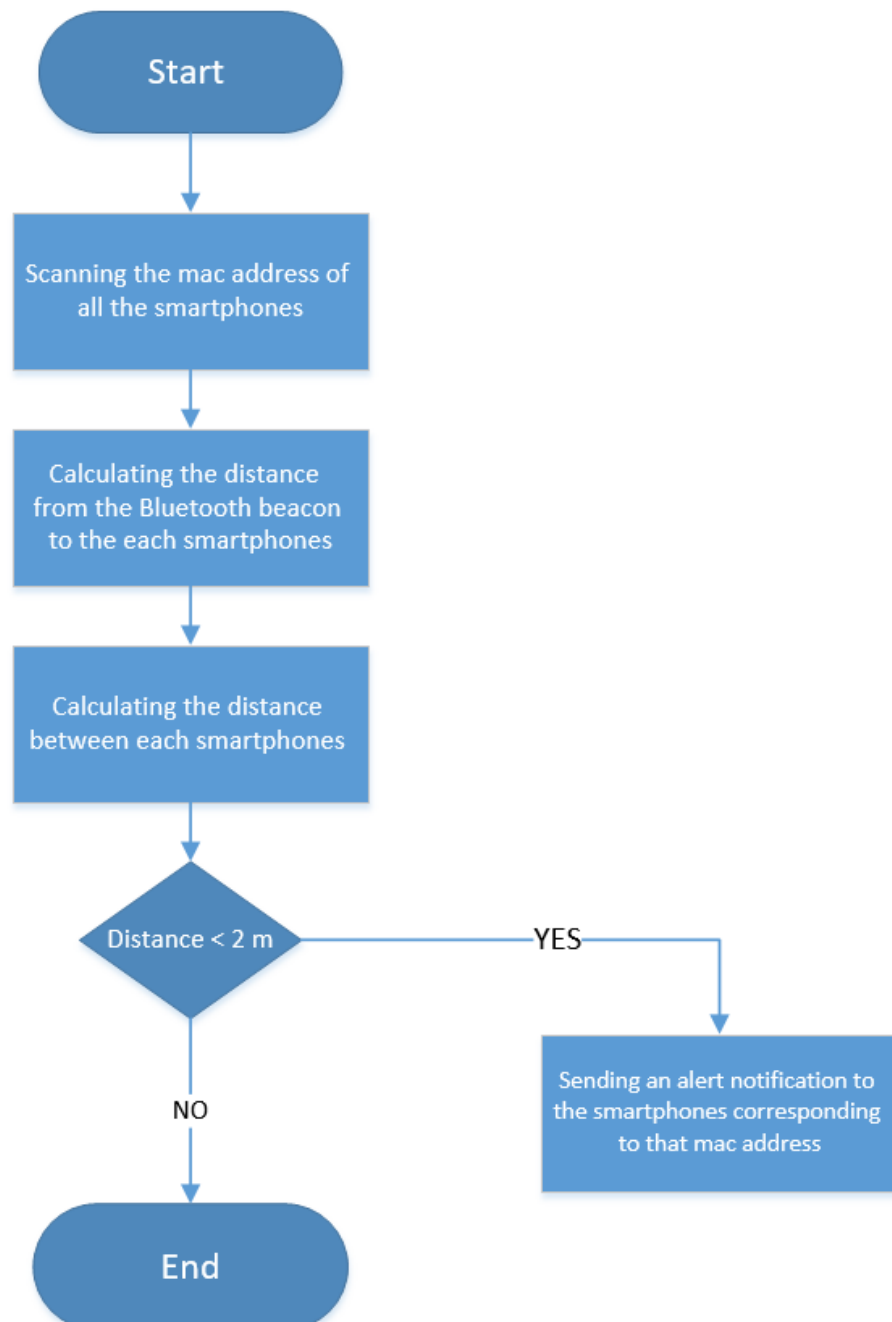 Start
Scanning the mac address of
all the smartphones
Calculating the distance
from the Bluetooth beacon
to the each smartphones
Calculating the distance
between each smartphones
Distance < 2 m
YES
Sending an alert notification to
the smartphones corresponding
to that mac address
NO
End